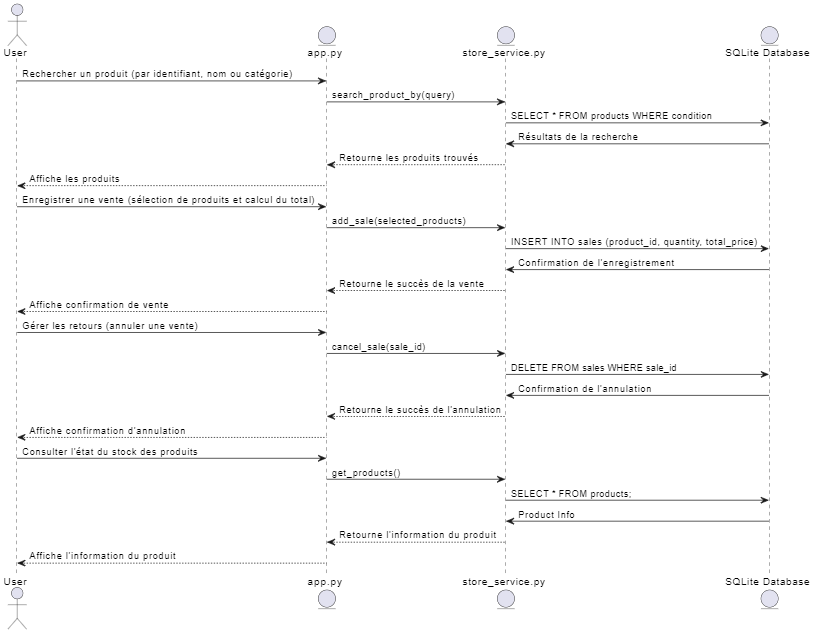 User
app.py
store_service.py
SQLite Database
Rechercher un produit (par identifiant, nom ou catégorie)
search_product_by(query)
SELECT * FROM products WHERE condition
Résultats de la recherche
Retourne les produits trouvés
Affiche les produits
Enregistrer une vente (sélection de produits et calcul du total)
add_sale(selected_products)
INSERT INTO sales (product_id, quantity, total_price)
Confirmation de l'enregistrement
Retourne le succès de la vente
Affiche confirmation de vente
Gérer les retours (annuler une vente)
cancel_sale(sale_id)
DELETE FROM sales WHERE sale_id
Confirmation de l'annulation
Retourne le succès de l'annulation
Affiche confirmation d'annulation
Consulter l'état du stock des produits
get_products()
SELECT * FROM products;
Product Info
Retourne l'information du produit
Affiche l'information du produit
User
app.py
store_service.py
SQLite Database